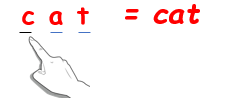 c a t = cat